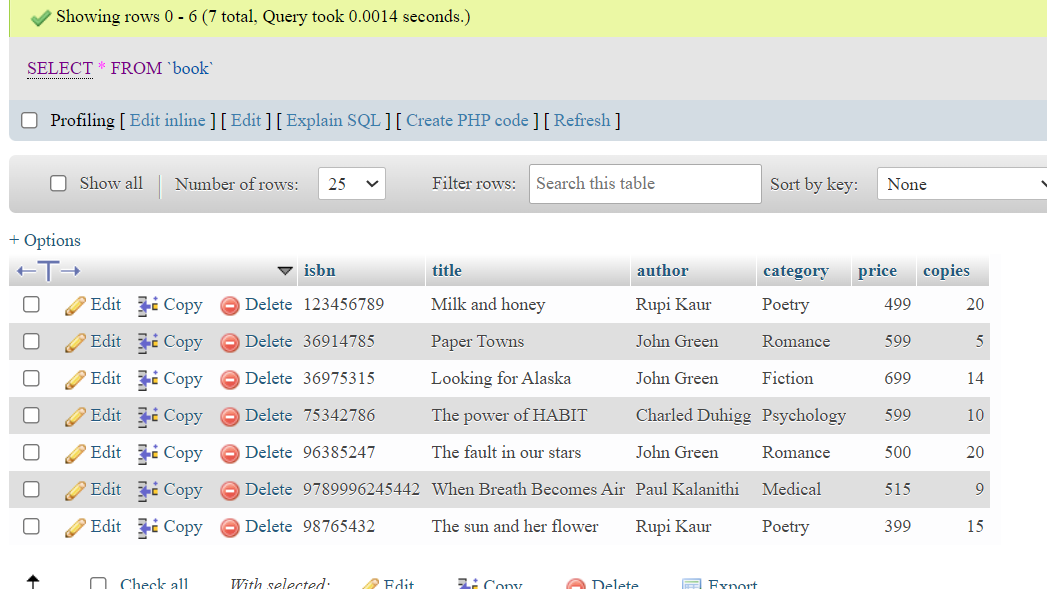 Showing rows 0 - 6 (7 total, Query took 0.0014 seconds.)
SELECT * FROM `book`
Profiling [ Edit inline ] [ Edit ] [ Explain SQL ] [ Create PHP code ] [ Refresh ]
Show all Number of rows: 25 Filter rows: Search this table Sort by key: None
+ Options
←T→ isbn title author category price copies
Edit Copy Delete 123456789 Milk and honey Rupi Kaur Poetry 499 20
Edit Copy Delete 36914785 Paper Towns John Green Romance 599 5
Edit Copy Delete 36975315 Looking for Alaska John Green Fiction 699 14
Edit Copy Delete 75342786 The power of HABIT Charled Duhigg Psychology 599 10
Edit Copy Delete 96385247 The fault in our stars John Green Romance 500 20
Edit Copy Delete 9789996245442 When Breath Becomes Air Paul Kalanithi Medical 515 9
Edit Copy Delete 98765432 The sun and her flower Rupi Kaur Poetry 399 15
Check all With selected: Edit Copy Delete Export